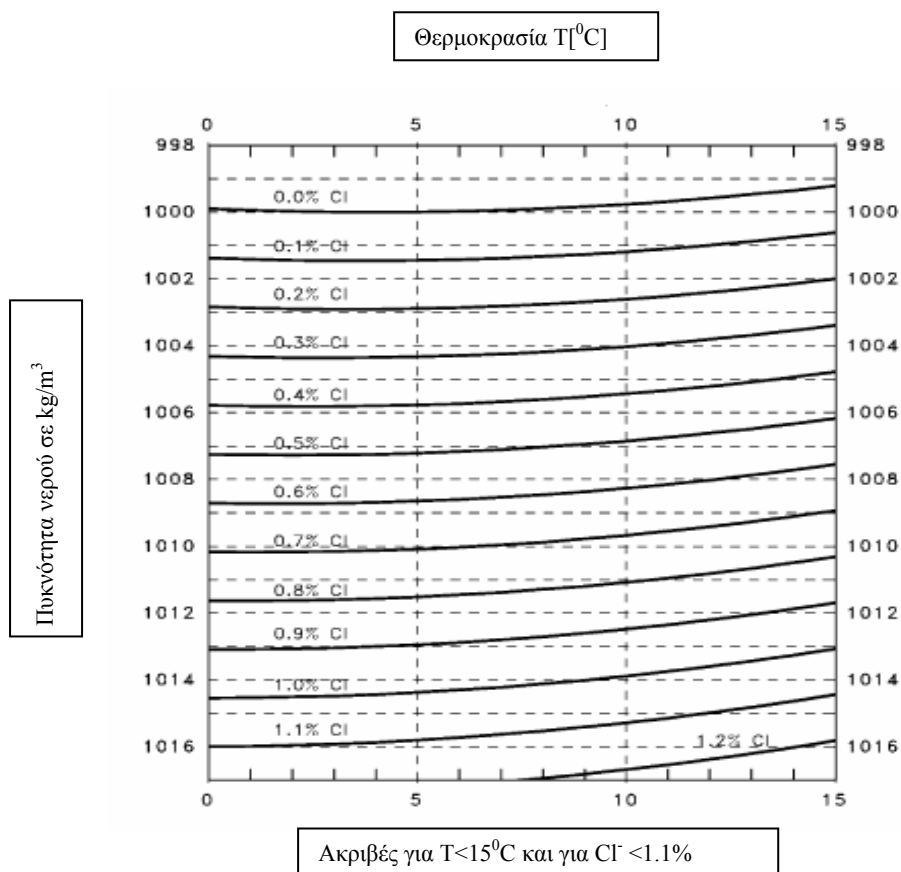 Θερμοκρασία T[⁰C]
0 5 10 15
998 998
0.0% Cl
1000 1000
0.1% Cl
1002 1002
0.2% Cl
0.3% Cl
1004 1004
0.4% Cl
1006 1006
0.5% Cl
1008 1008
0.6% Cl
0.7% Cl
1010 1010
0.8% Cl
1012 1012
0.9% Cl
1014 1014
1.0% Cl
1.1% Cl
1.2% Cl
1016 1016
0 5 10 15
Πυκνότητα νερού σε kg/m³
Ακριβές για T<15⁰C και για Cl⁻ <1.1%